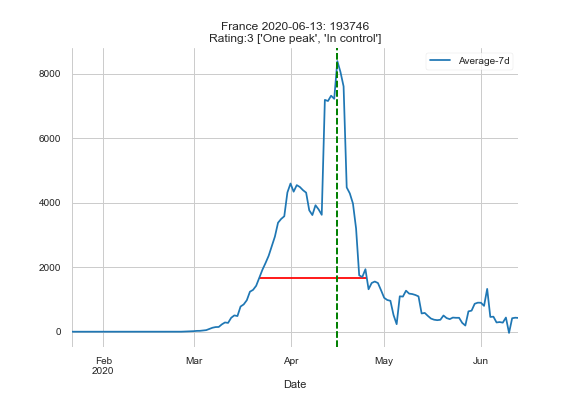 France 2020-06-13: 193746
Rating:3 ['One peak', 'In control']
Average-7d
8000
6000
4000
2000
0
Feb
2020
Mar
Apr
May
Jun
Date